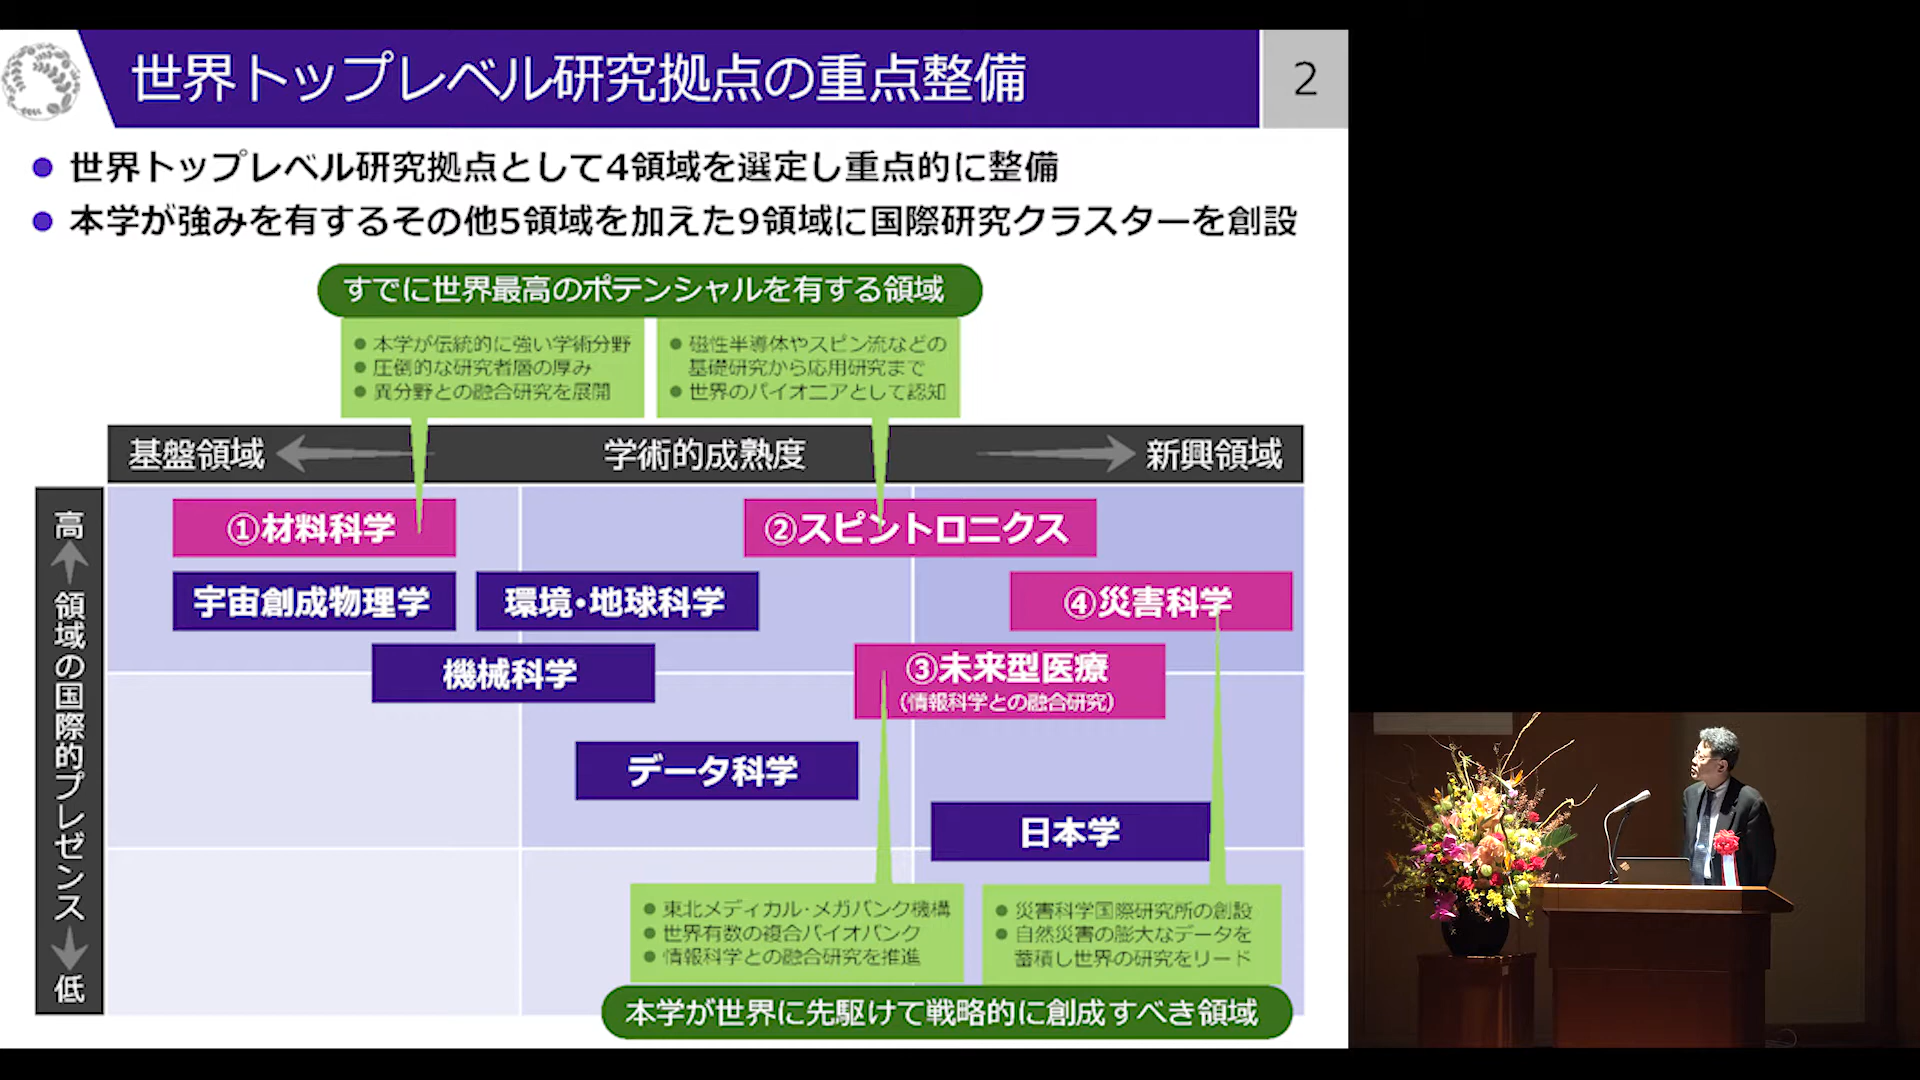 世界トップレベル研究拠点の重点整備
2
● 世界トップレベル研究拠点として4領域を選定し重点的に整備
● 本学が強みを有するその他5領域を加えた9領域に国際研究クラスターを創設
すでに世界最高のポテンシャルを有する領域
● 本学が伝統的に強い学術分野
● 圧倒的な研究者層の厚み
● 異分野との融合研究を展開
● 磁性半導体やスピン流などの
基礎研究から応用研究まで
● 世界のパイオニアとして認知
基盤領域
学術的成熟度
新興領域
高
領域の国際的プレゼンス
低
①材料科学
②スピントロニクス
宇宙創成物理学
環境・地球科学
④災害科学
機械科学
③未来型医療
(情報科学との融合研究)
データ科学
日本学
● 東北メディカル・メガバンク機構
● 世界有数の複合バイオバンク
● 情報科学との融合研究を推進
● 災害科学国際研究所の創設
● 自然災害の膨大なデータを
蓄積し世界の研究をリード
本学が世界に先駆けて戦略的に創成すべき領域